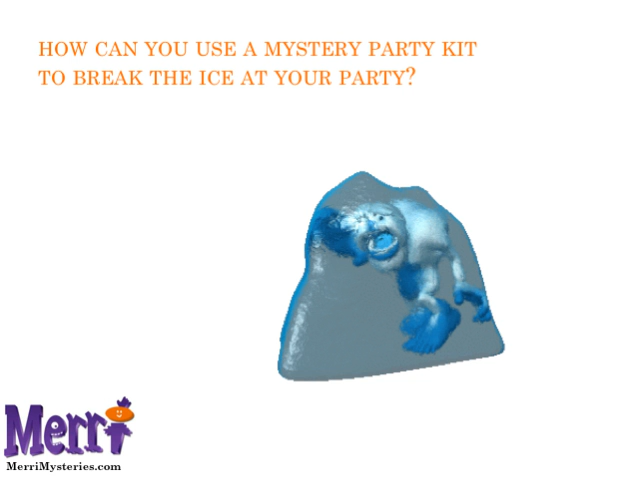 HOW CAN YOU USE A MYSTERY PARTY KIT
TO BREAK THE ICE AT YOUR PARTY?
Merri
MerriMysteries.com